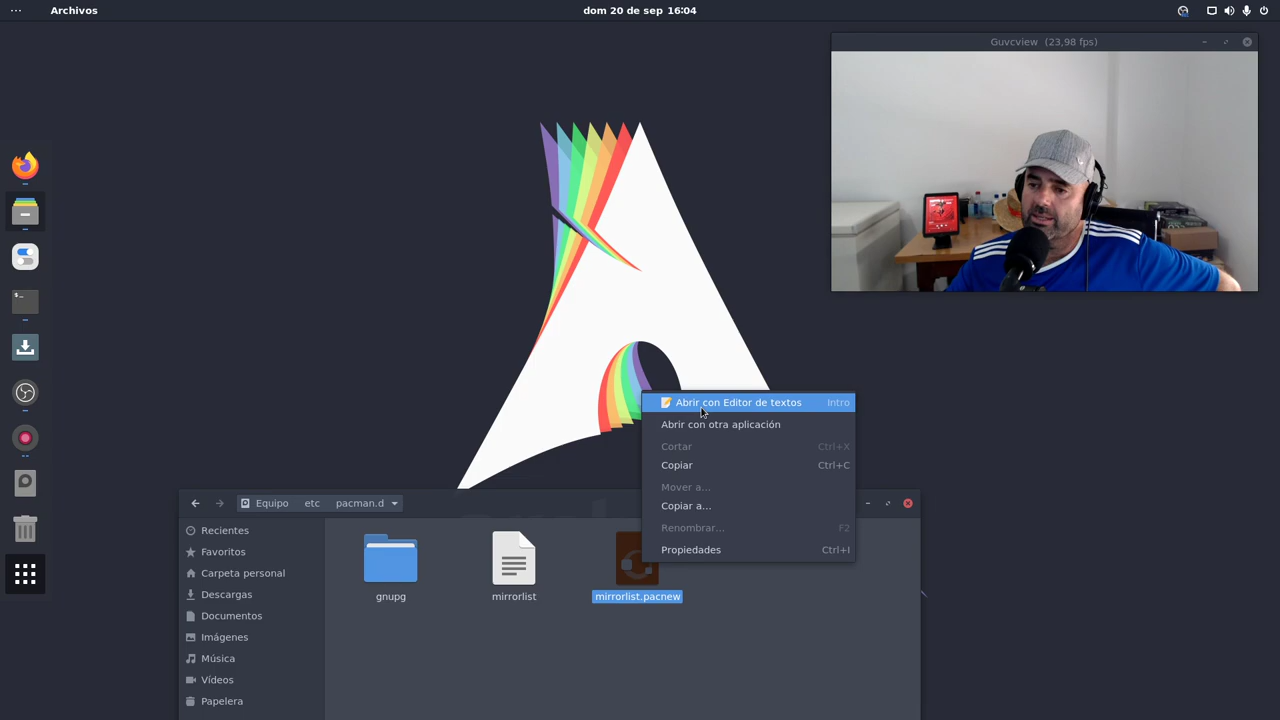 Archivos
dom 20 de sep 16:04
Guvcview (23,98 fps)
Abrir con Editor de textos Intro
Abrir con otra aplicación
Cortar Ctrl+X
Copiar Ctrl+C
Mover a...
Copiar a...
Renombrar... F2
Propiedades Ctrl+I
Equipo etc pacman.d
Recientes
Favoritos
Carpeta personal
Descargas
Documentos
Imágenes
Música
Vídeos
Papelera
gnupg
mirrorlist
mirrorlist.pacnew